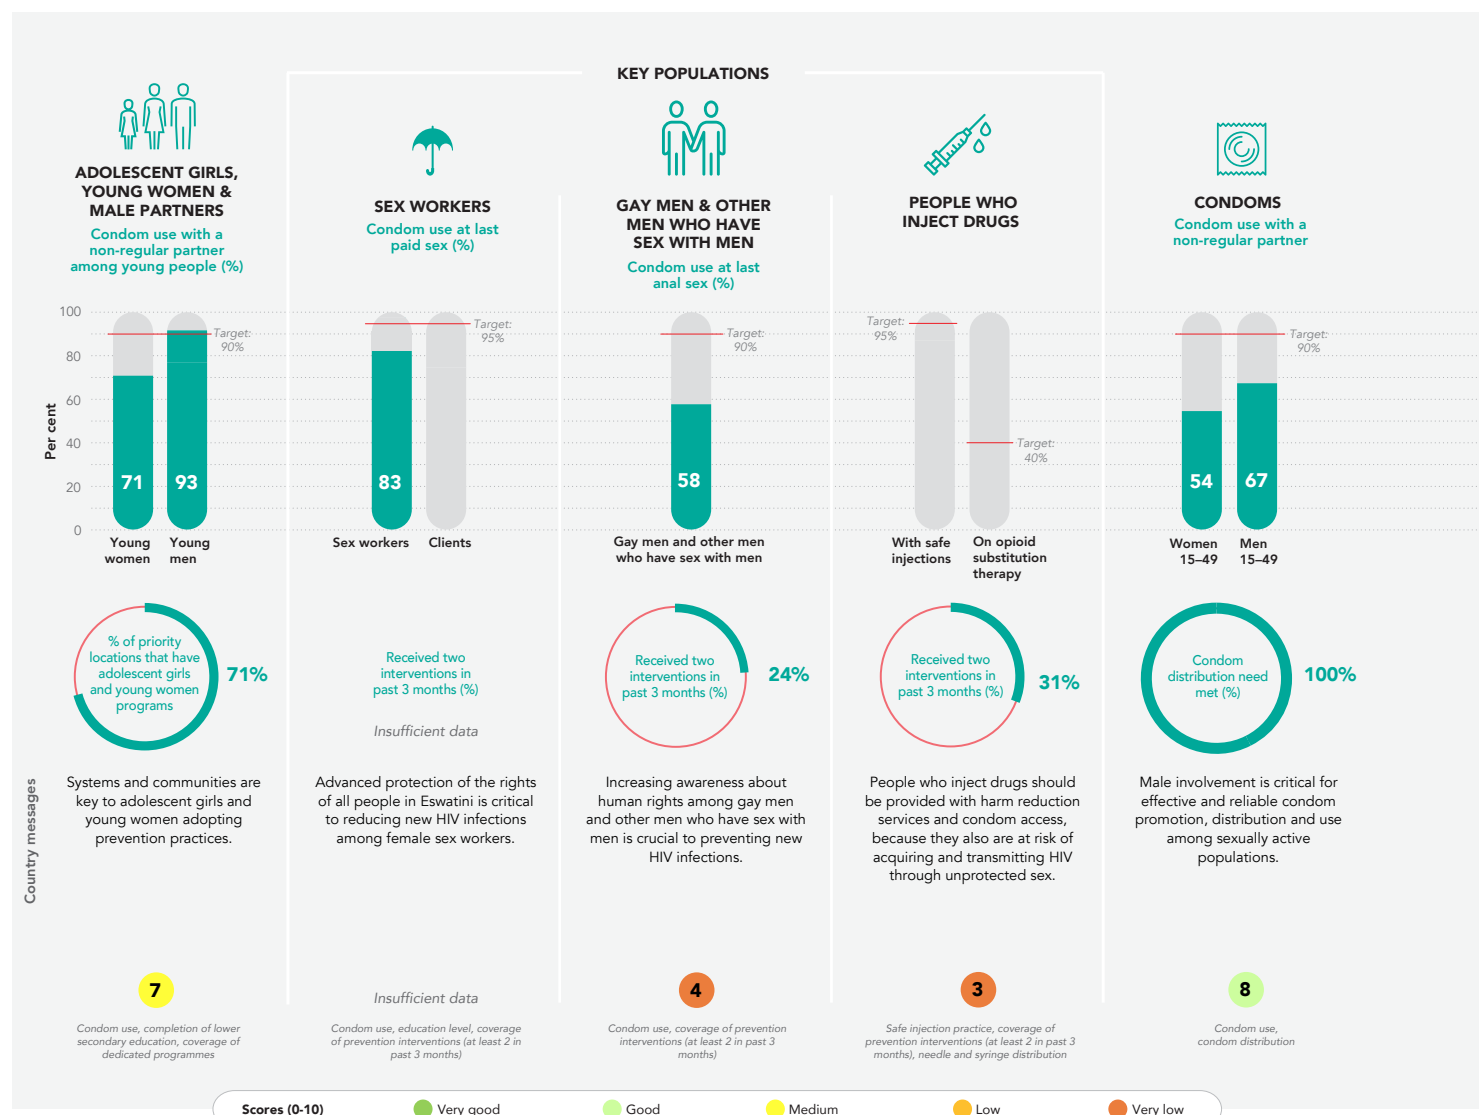 KEY POPULATIONS
ADOLESCENT GIRLS,
YOUNG WOMEN &
MALE PARTNERS
Condom use with a
non-regular partner
among young people (%)
SEX WORKERS
Condom use at last
paid sex (%)
GAY MEN & OTHER
MEN WHO HAVE
SEX WITH MEN
Condom use at last
anal sex (%)
PEOPLE WHO
INJECT DRUGS
CONDOMS
Condom use with a
non-regular partner
Per cent
100
80
60
40
20
0
Target:
90%
71
93
Young
women
Young
men
Target:
95%
83
Sex workers
Clients
Target:
90%
58
Gay men and other men
who have sex with men
Target:
95%
Target:
40%
With safe
injections
On opioid
substitution
therapy
Target:
90%
54
67
Women
15–49
Men
15–49
% of priority
locations that have
adolescent girls
and young women
programs
71%
Received two
interventions in
past 3 months (%)
Insufficient data
Received two
interventions in
past 3 months (%)
24%
Received two
interventions in
past 3 months (%)
31%
Condom
distribution need
met (%)
100%
Country messages
Systems and communities are
key to adolescent girls and
young women adopting
prevention practices.
Advanced protection of the rights
of all people in Eswatini is critical
to reducing new HIV infections
among female sex workers.
Increasing awareness about
human rights among gay men
and other men who have sex with
men is crucial to preventing new
HIV infections.
People who inject drugs should
be provided with harm reduction
services and condom access,
because they also are at risk of
acquiring and transmitting HIV
through unprotected sex.
Male involvement is critical for
effective and reliable condom
promotion, distribution and use
among sexually active
populations.
7
Condom use, completion of lower
secondary education, coverage of
dedicated programmes
Insufficient data
Condom use, education level, coverage
of prevention interventions (at least 2 in
past 3 months)
4
Condom use, coverage of prevention
interventions (at least 2 in past 3
months)
3
Safe injection practice, coverage of
prevention interventions (at least 2 in past 3
months), needle and syringe distribution
8
Condom use,
condom distribution
Scores (0-10)
Very good
Good
Medium
Low
Very low